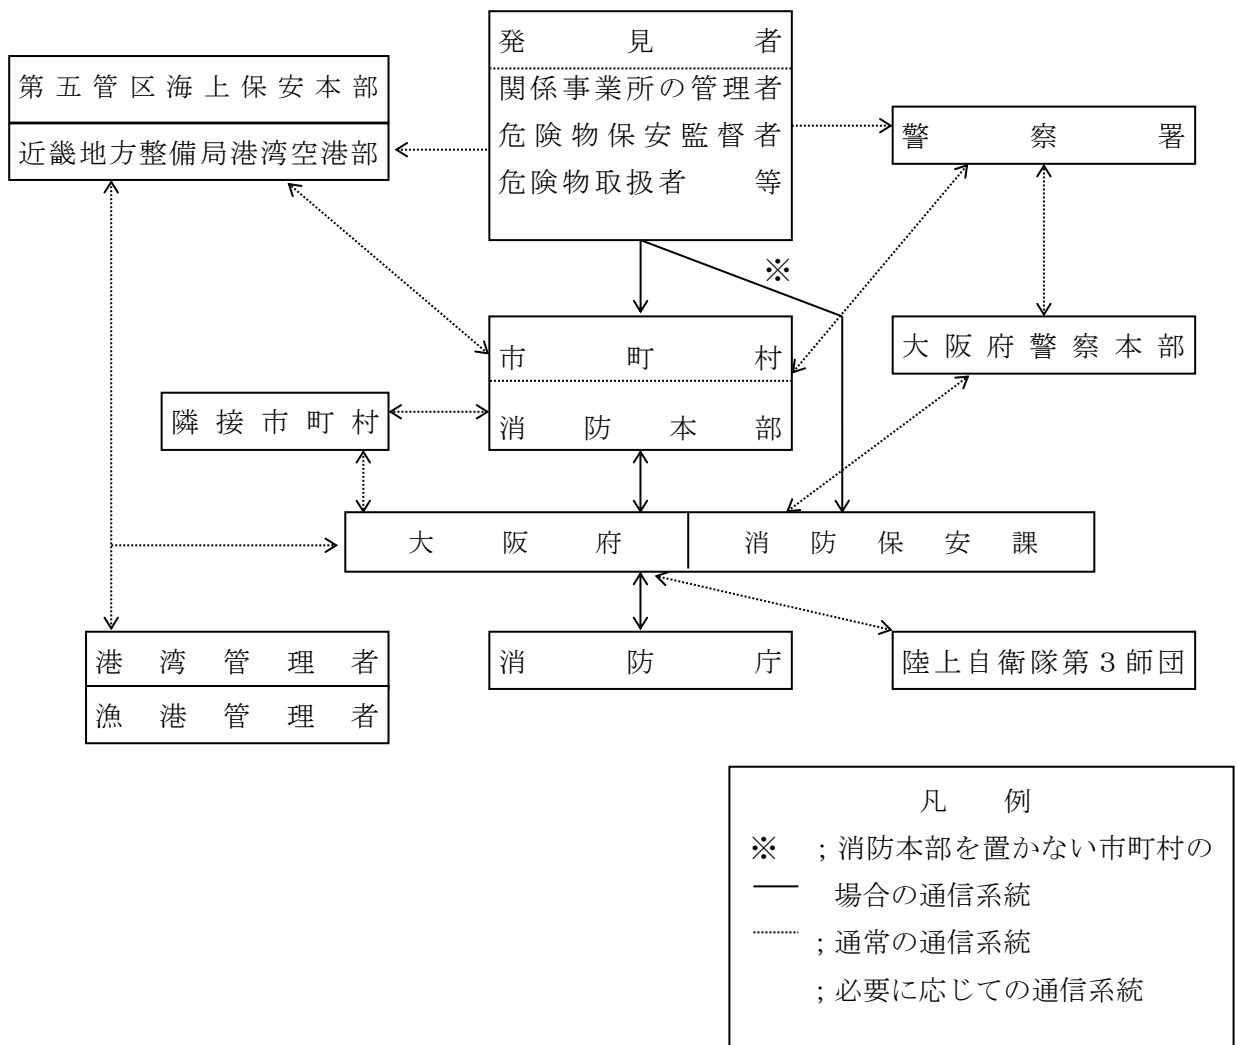 発見者
関係事業所の管理者
危険物保安監督者
危険物取扱者 等
第五管区海上保安本部
近畿地方整備局港湾空港部
警察署
※
市町村
消防本部
大阪府警察本部
隣接市町村
大阪府
消防保安課
港湾管理者
漁港管理者
消防庁
陸上自衛隊第3師団
凡 例
※ ;消防本部を置かない市町村の
場合の通信系統
;通常の通信系統
;必要に応じての通信系統